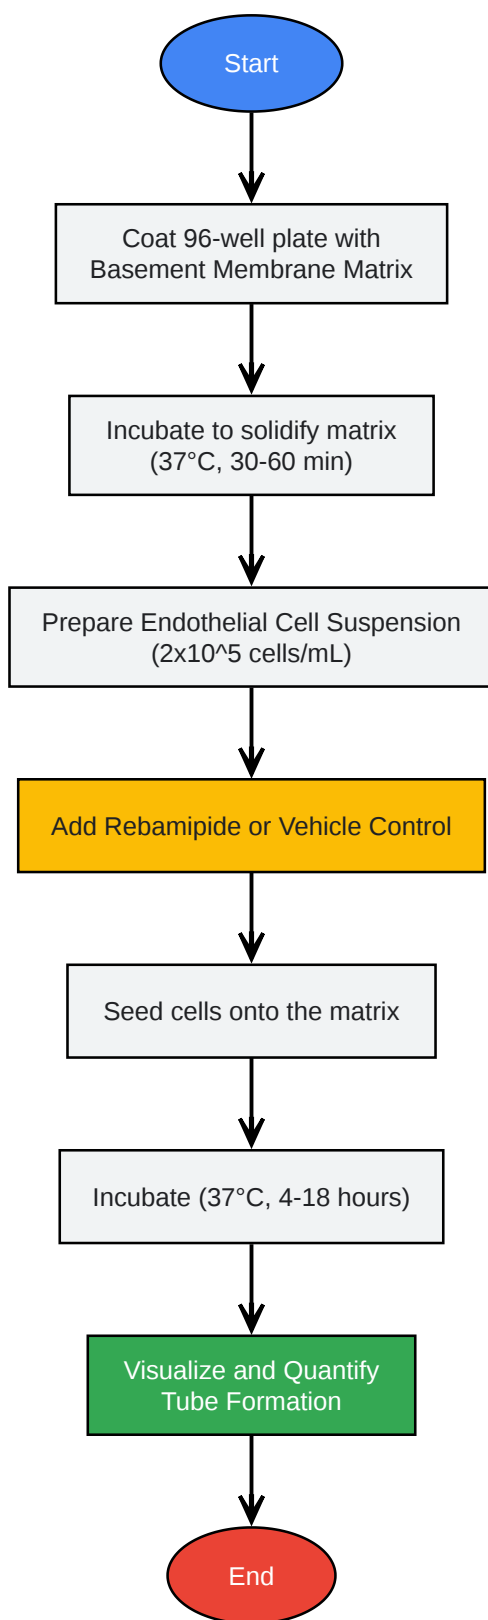 Start
Coat 96-well plate with
Basement Membrane Matrix
Incubate to solidify matrix
(37°C, 30-60 min)
Prepare Endothelial Cell Suspension
(2x10^5 cells/mL)
Add Rebamipide or Vehicle Control
Seed cells onto the matrix
Incubate (37°C, 4-18 hours)
Visualize and Quantify
Tube Formation
End